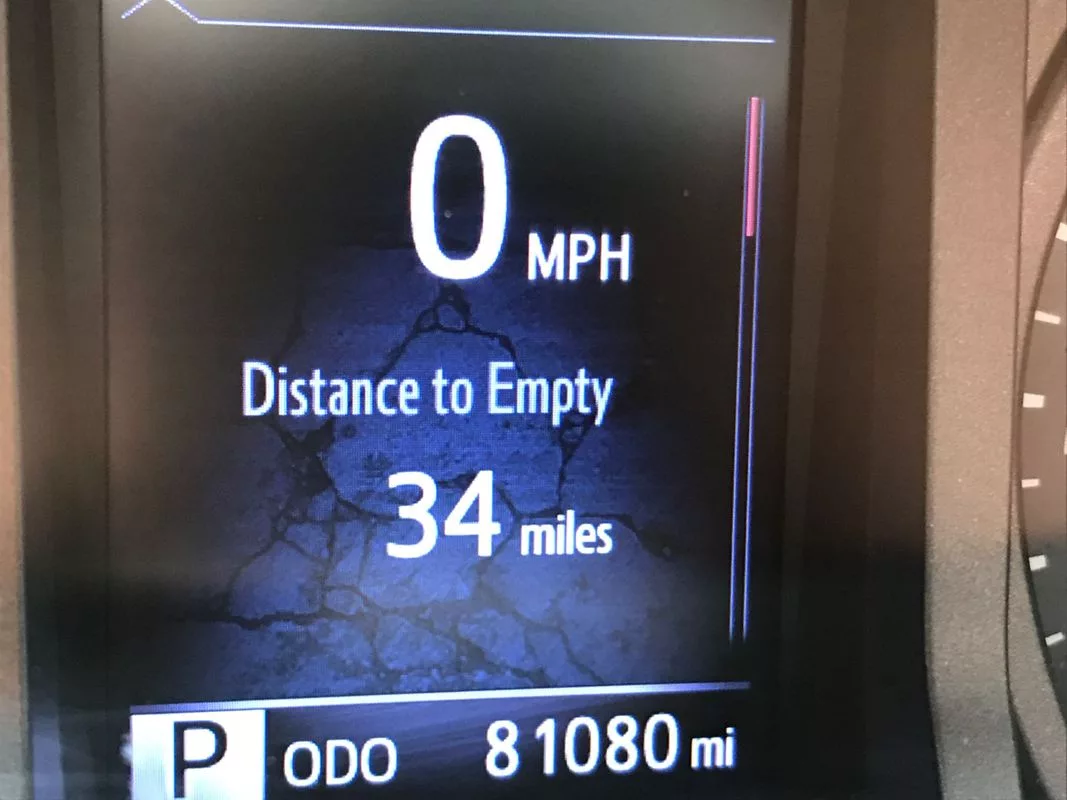 0 MPH
Distance to Empty
34 miles
P ODO 81080 mi